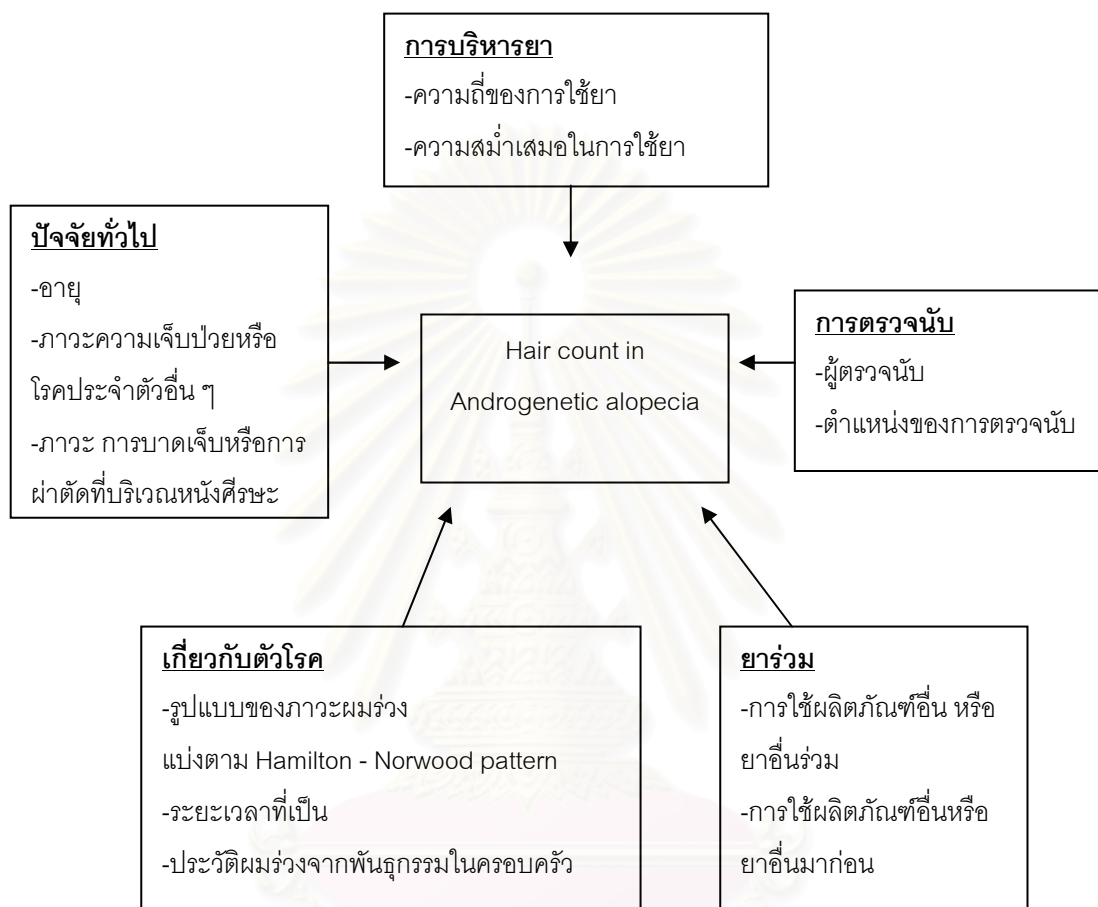 การบริหารยา
-ความถี่ของการใช้ยา
-ความสม่ำเสมอในการใช้ยา
ปัจจัยทั่วไป
-อายุ
-ภาวะความเจ็บป่วยหรือ
โรคประจำตัวอื่น ๆ
-ภาวะ การบาดเจ็บหรือการ
ผ่าตัดที่บริเวณหนังศีรษะ
Hair count in
Androgenetic alopecia
การตรวจนับ
-ผู้ตรวจนับ
-ตำแหน่งของการตรวจนับ
เกี่ยวกับตัวโรค
-รูปแบบของภาวะผมร่วง
แบ่งตาม Hamilton - Norwood pattern
-ระยะเวลาที่เป็น
-ประวัติผมร่วงจากพันธุกรรมในครอบครัว
ยาร่วม
-การใช้ผลิตภัณฑ์อื่น หรือ
ยาอื่นร่วม
-การใช้ผลิตภัณฑ์อื่นหรือ
ยาอื่นมาก่อน